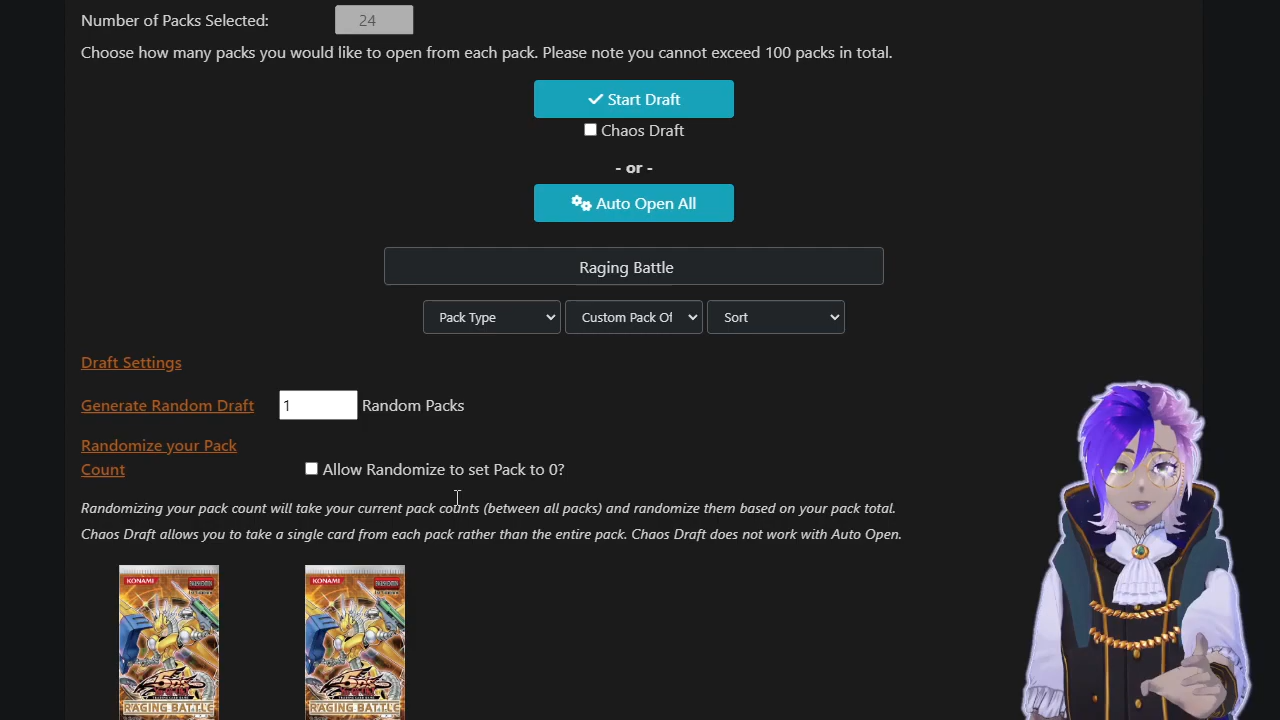 Number of Packs Selected: 24
Choose how many packs you would like to open from each pack. Please note you cannot exceed 100 packs in total.
Start Draft
Chaos Draft
- or -
Auto Open All
Raging Battle
Pack Type Custom Pack Of Sort
Draft Settings
Generate Random Draft 1 Random Packs
Randomize your Pack
Count Allow Randomize to set Pack to 0?
Randomizing your pack count will take your current pack counts (between all packs) and randomize them based on your pack total.
Chaos Draft allows you to take a single card from each pack rather than the entire pack. Chaos Draft does not work with Auto Open.
KONAMI KONAMI
5D's 5D's
RAGING BATTLE RAGING BATTLE